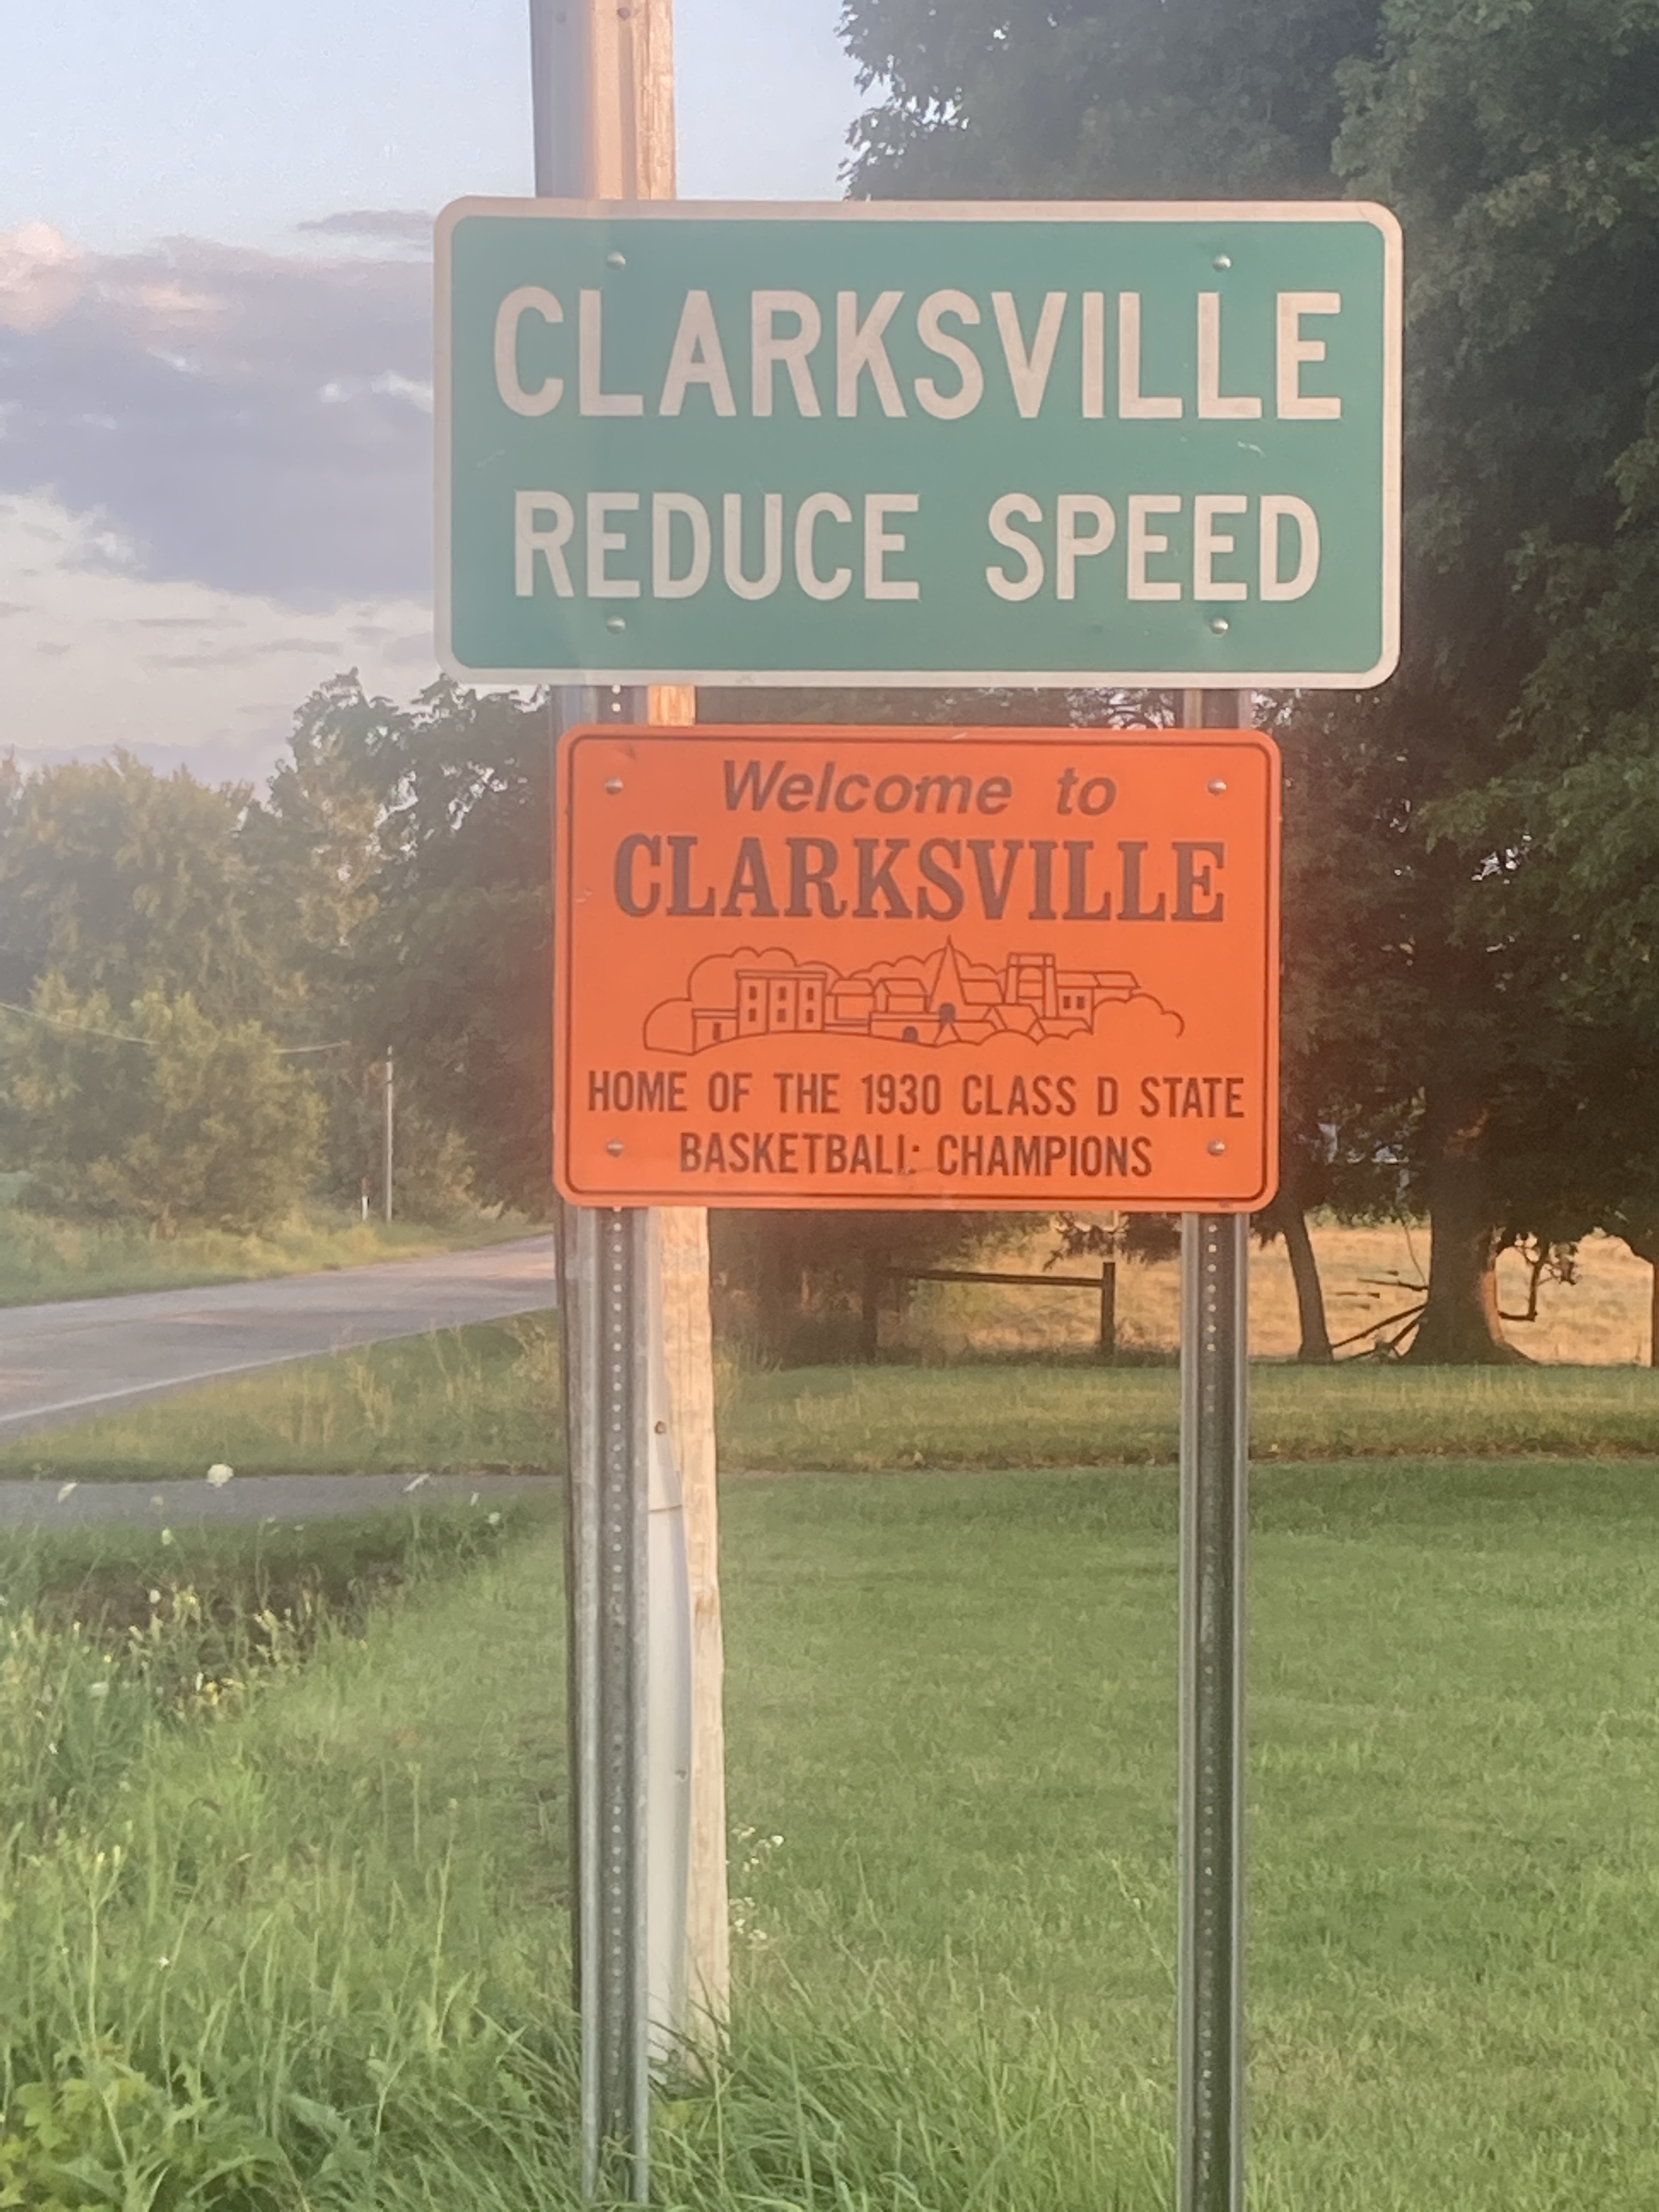 CLARKSVILLE
REDUCE SPEED
Welcome to
CLARKSVILLE
HOME OF THE 1930 CLASS D STATE
BASKETBALL CHAMPIONS